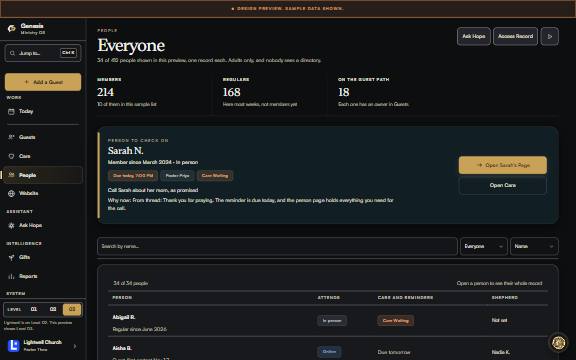 DESIGN PREVIEW. SAMPLE DATA SHOWN.
Genesis
Ministry OS
Jump to...
Ctrl K
+ Add a Guest
WORK
Today
Guests
Care
People
Website
ASSISTANT
Ask Hope
INTELLIGENCE
Gifts
Reports
SYSTEM
LEVEL 01 02 03
Lightwell Church
Pastor Theo
PEOPLE
Everyone
34 of 412 people shown in this preview, one record each. Adults only, and nobody sees a directory.
Ask Hope
Access Record
MEMBERS
214
10 of them in this sample list
REGULARS
168
Here most weeks, not members yet
ON THE GUEST PATH
18
Each one has an owner in Guests
PERSON TO CHECK ON
Sarah N.
Member since March 2024 · In person
Due today, 7:00 PM
Pastor Priya
Care Waiting
Call Sarah about her mom, as promised
Why now: From thread: Thank you for praying. The reminder is due today, and the person page holds everything you need for
the call.
→ Open Sarah's Page
Open Care
Search by name...
Everyone
Name
34 of 34 people
Open a person to see their whole record
PERSON
ATTENDS
CARE AND REMINDERS
SHEPHERD
Abigail R.
Regular since June 2026
In person
Care Waiting
Not set
Aisha B.
Online
Due tomorrow
Nadia K.